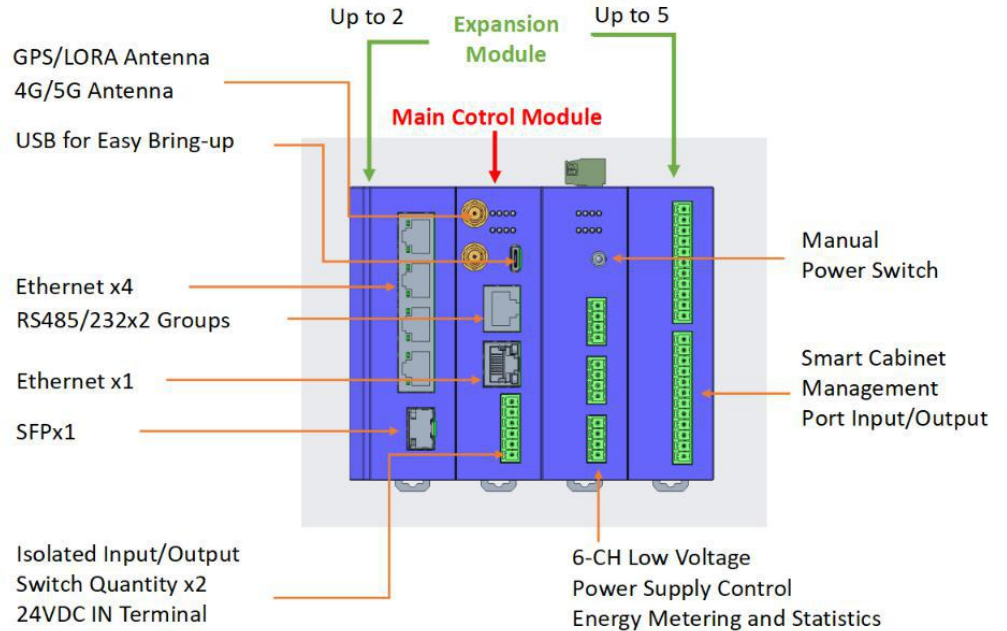 Up to 2
Expansion
Module
Up to 5
GPS/LORA Antenna
4G/5G Antenna
USB for Easy Bring-up
Main Cotrol Module
Manual
Power Switch
Ethernet x4
RS485/232x2 Groups
Ethernet x1
SFPx1
Smart Cabinet
Management
Port Input/Output
Isolated Input/Output
Switch Quantity x2
24VDC IN Terminal
6-CH Low Voltage
Power Supply Control
Energy Metering and Statistics